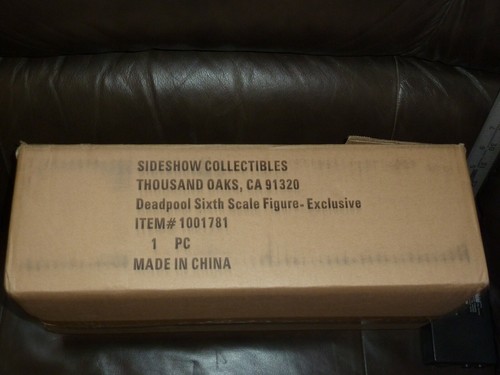 SIDESHOW COLLECTIBLES
THOUSAND OAKS, CA 91320
Deadpool Sixth Scale Figure- Exclusive
ITEM# 1001781
1 PC
MADE IN CHINA